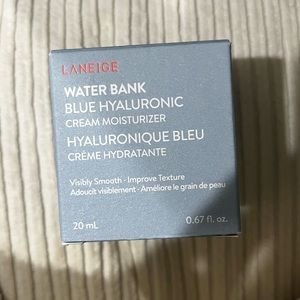 LANEIGE
WATER BANK
BLUE HYALURONIC
CREAM MOISTURIZER
HYALURONIQUE BLEU
CRÈME HYDRATANTE
Visibly Smooth · Improve Texture
Adoucit visiblement · Améliore le grain de peau
20 mL 0.67 fl. oz.